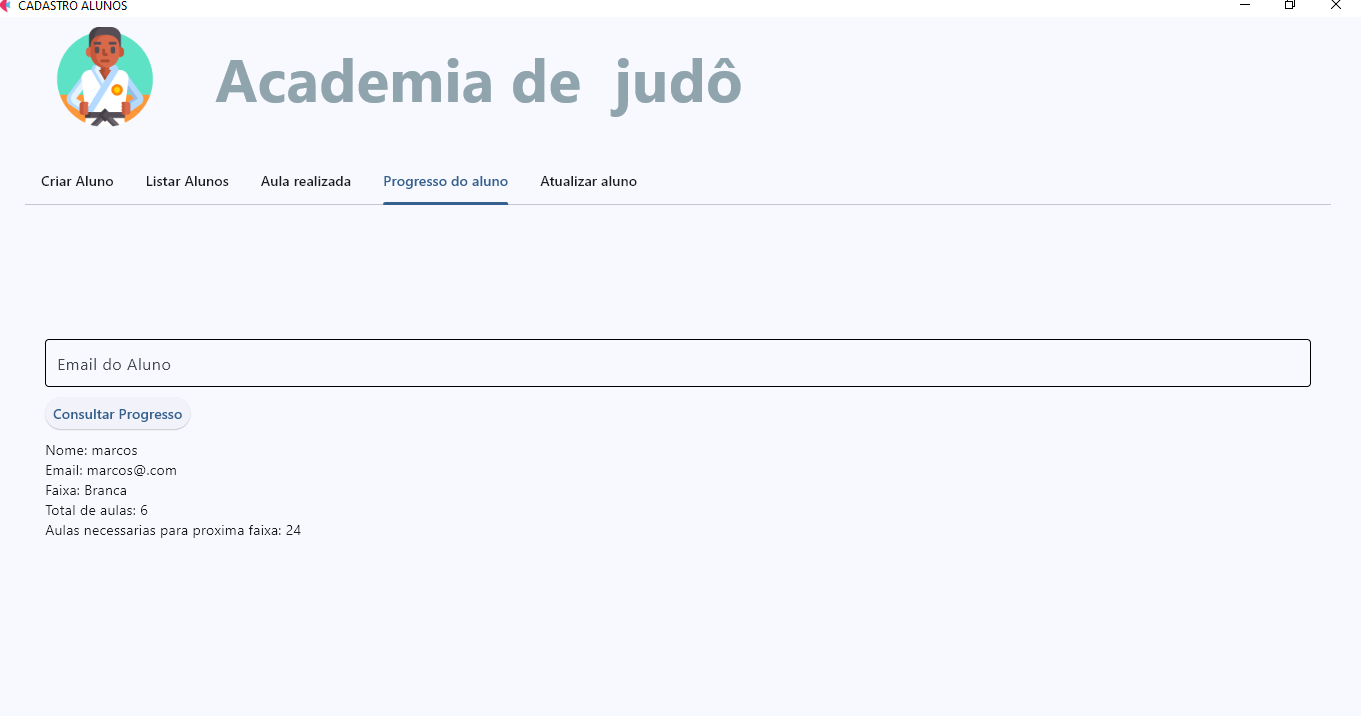 CADASTRO ALUNOS
Academia de judô
Criar Aluno Listar Alunos Aula realizada Progresso do aluno Atualizar aluno
Email do Aluno
Consultar Progresso
Nome: marcos
Email: marcos@.com
Faixa: Branca
Total de aulas: 6
Aulas necessarias para proxima faixa: 24